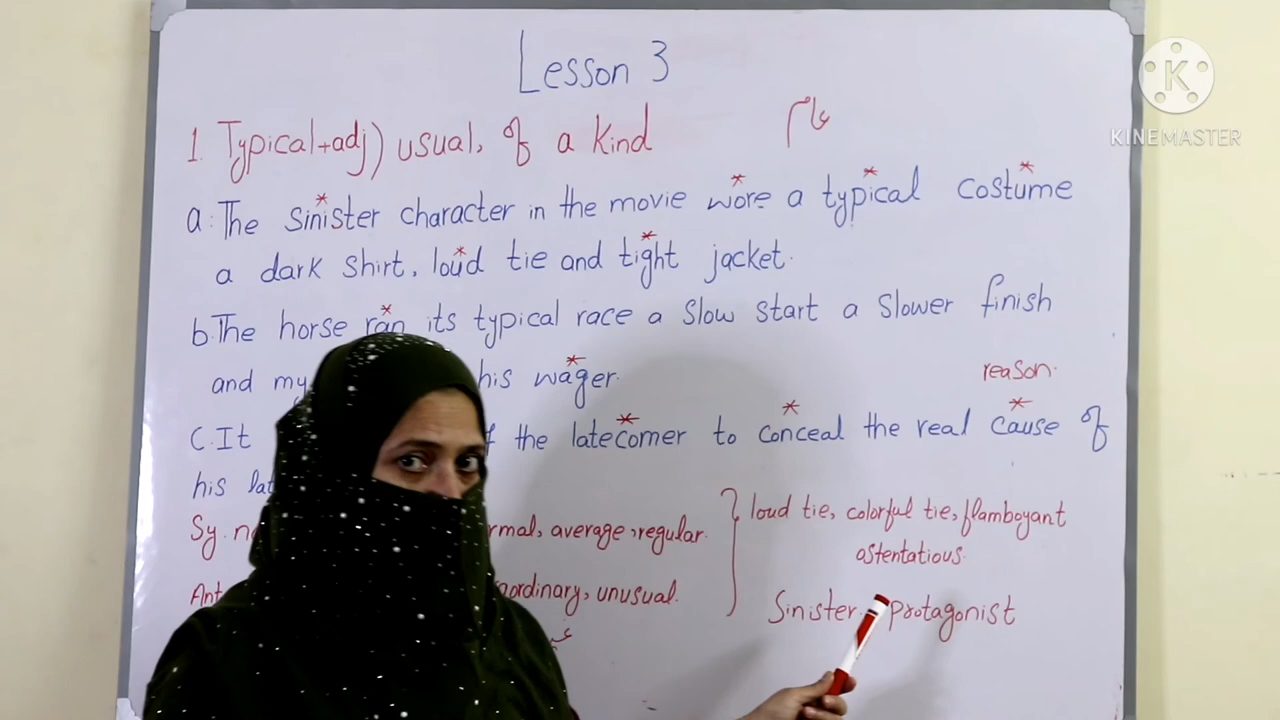 Lesson 3
1. Typical+adj) usual, of a kind عام
a: The sinister character in the movie wore a typical costume
a dark shirt, loud tie and tight jacket.
b. The horse ran its typical race a slow start a slower finish
and my his wager.
reason.
C. It the latecomer to conceal the real cause of
his
Sy. average, regular.
Ant unusual.
loud tie, colorful tie, flamboyant
ostentatious.
Sinister. protagonist
K
KINEMASTER